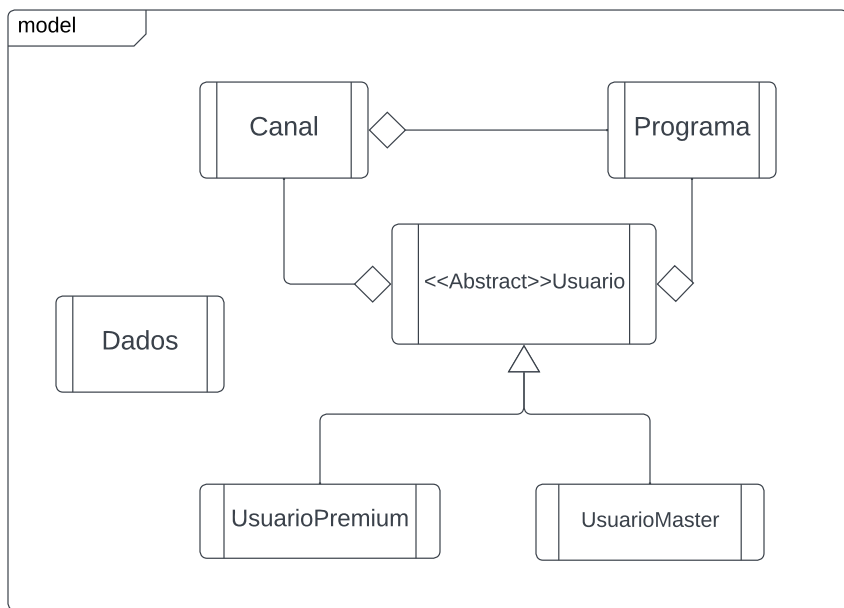 model
Canal
Programa
<<Abstract>>Usuario
Dados
UsuarioPremium
UsuarioMaster